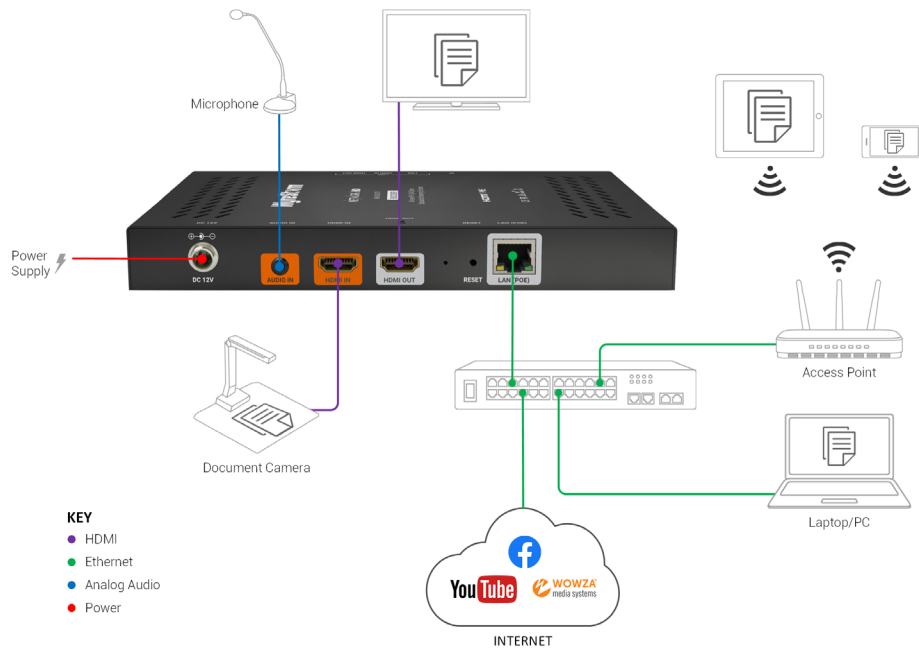 Microphone
Power
Supply
DC 12V
AUDIO IN
HDMI IN
HDMI OUT
RESET
LAN (POE)
Access Point
Document Camera
Laptop/PC
KEY
HDMI
Ethernet
Analog Audio
Power
YouTube
WOWZA
media systems
INTERNET